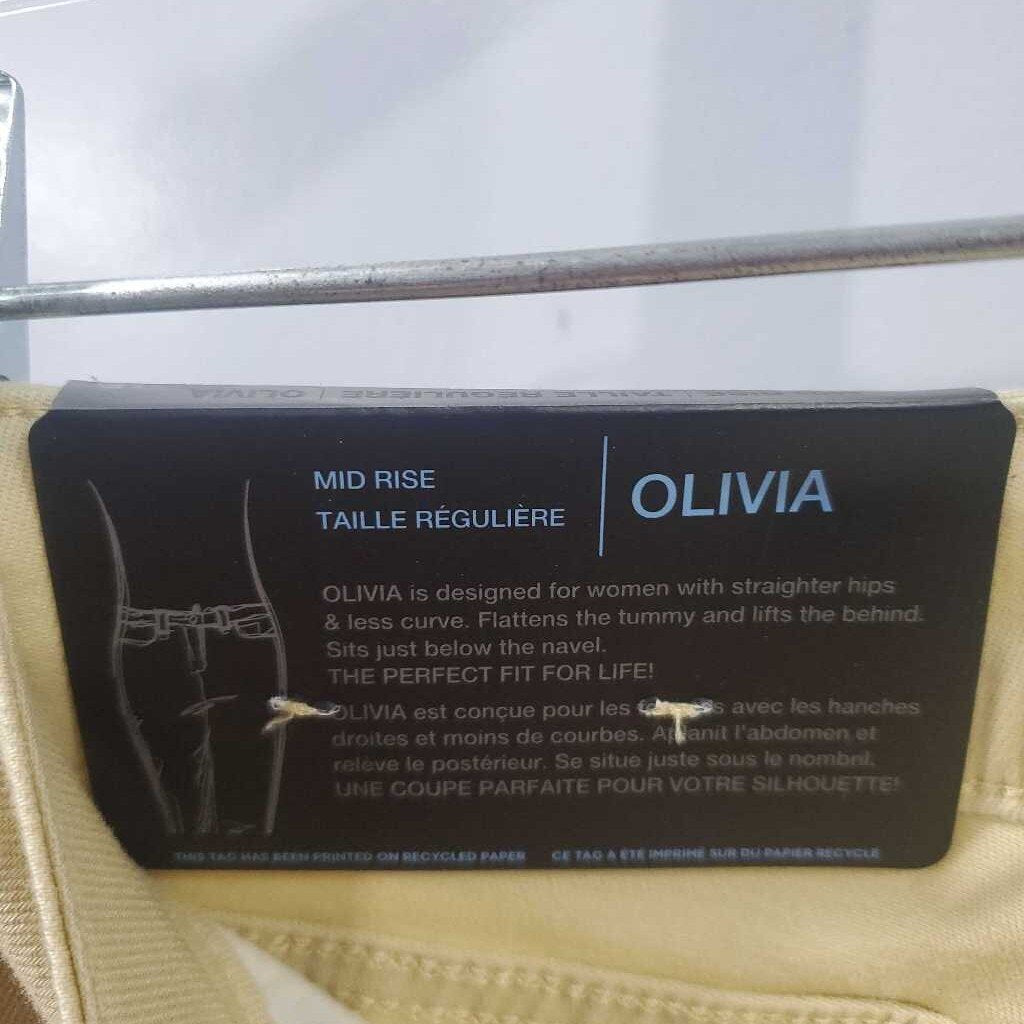 TAILLE RÉGULIÈRE | OLIVIA
MID RISE
TAILLE RÉGULIÈRE
OLIVIA
OLIVIA is designed for women with straighter hips
& less curve. Flattens the tummy and lifts the behind.
Sits just below the navel.
THE PERFECT FIT FOR LIFE!
OLIVIA est conçue pour les avec les hanches
droites et moins de courbes. Aplanit l'abdomen et
relève le postérieur. Se situe juste sous le nombril.
UNE COUPE PARFAITE POUR VOTRE SILHOUETTE!
THIS TAG HAS BEEN PRINTED ON RECYCLED PAPER
CE TAG A ÉTÉ IMPRIMÉ SUR DU PAPIER RECYCLÉ